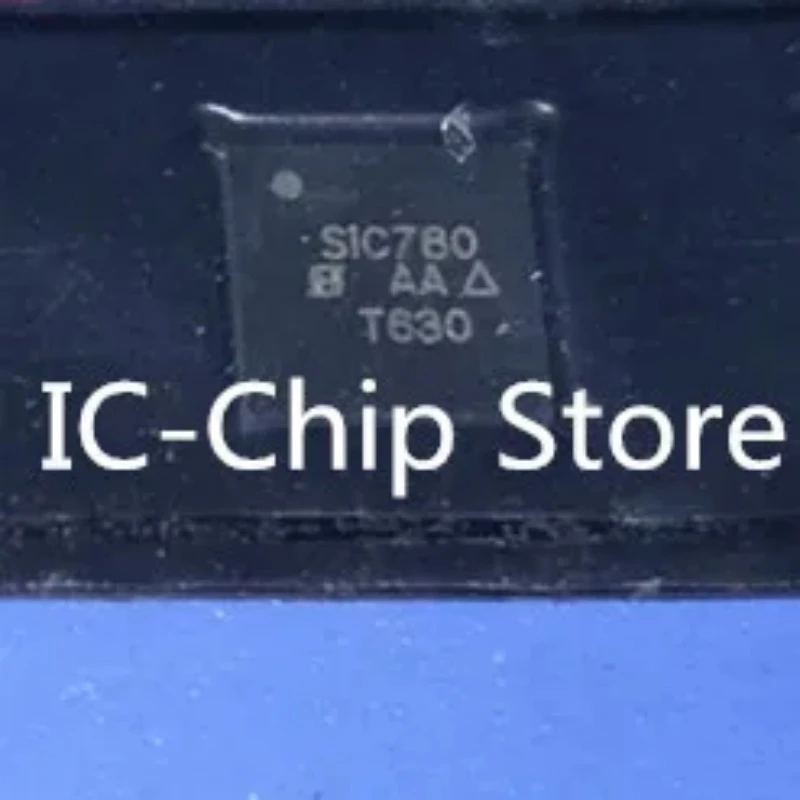 SiC780
AA △
T630
IC-Chip Store